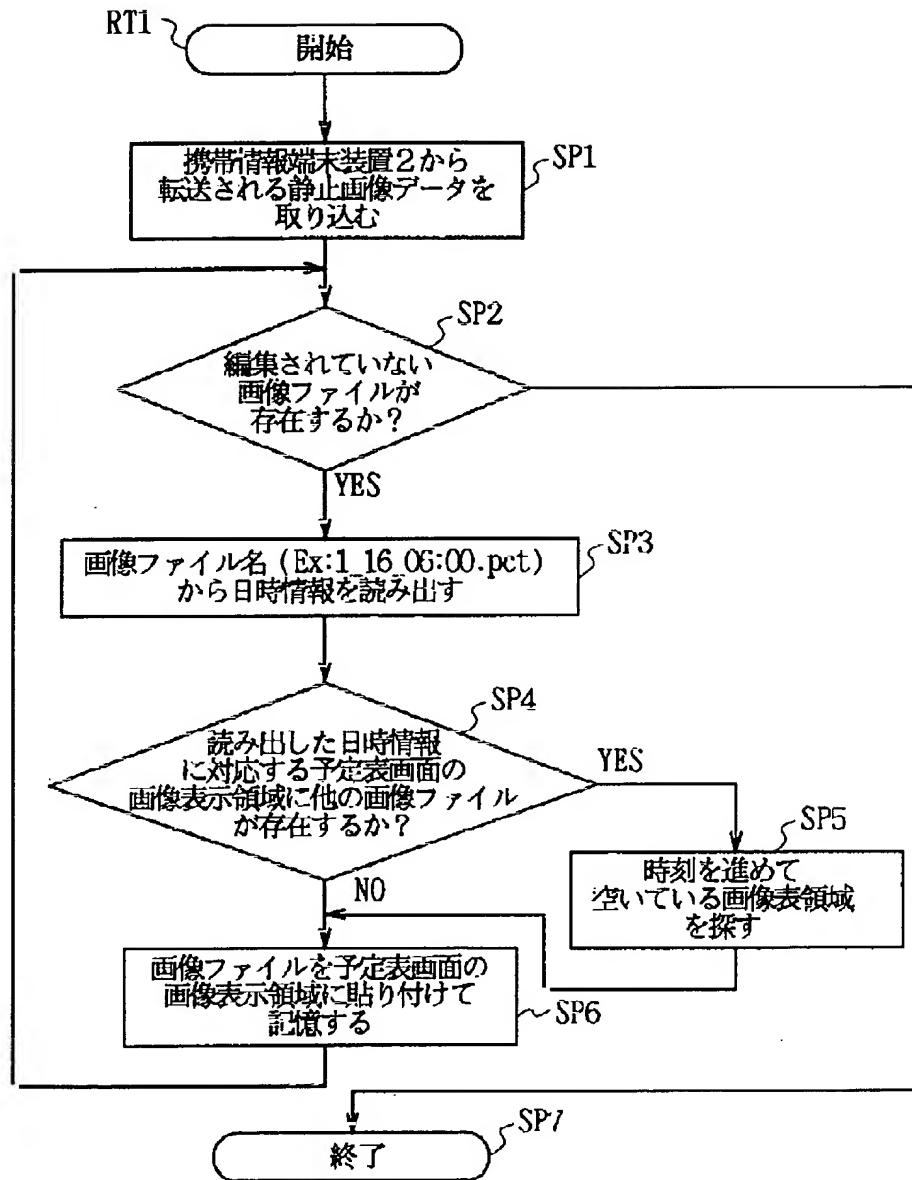 RT1
開始
携帯情報端末装置2から
転送される静止画像データを
取り込む
SP1
SP2
編集されていない
画像ファイルが
存在するか?
YES
画像ファイル名 (Ex:1_16_06:00.pct)
から日時情報を読み出す
SP3
SP4
読み出した日時情報
に対応する予定表画面の
画像表示領域に他の画像ファイル
が存在するか?
YES
SP5
時刻を進めて
空いている画像表領域
を探す
NO
画像ファイルを予定表画面の
画像表示領域に貼り付けて
記憶する
SP6
SP7
終了